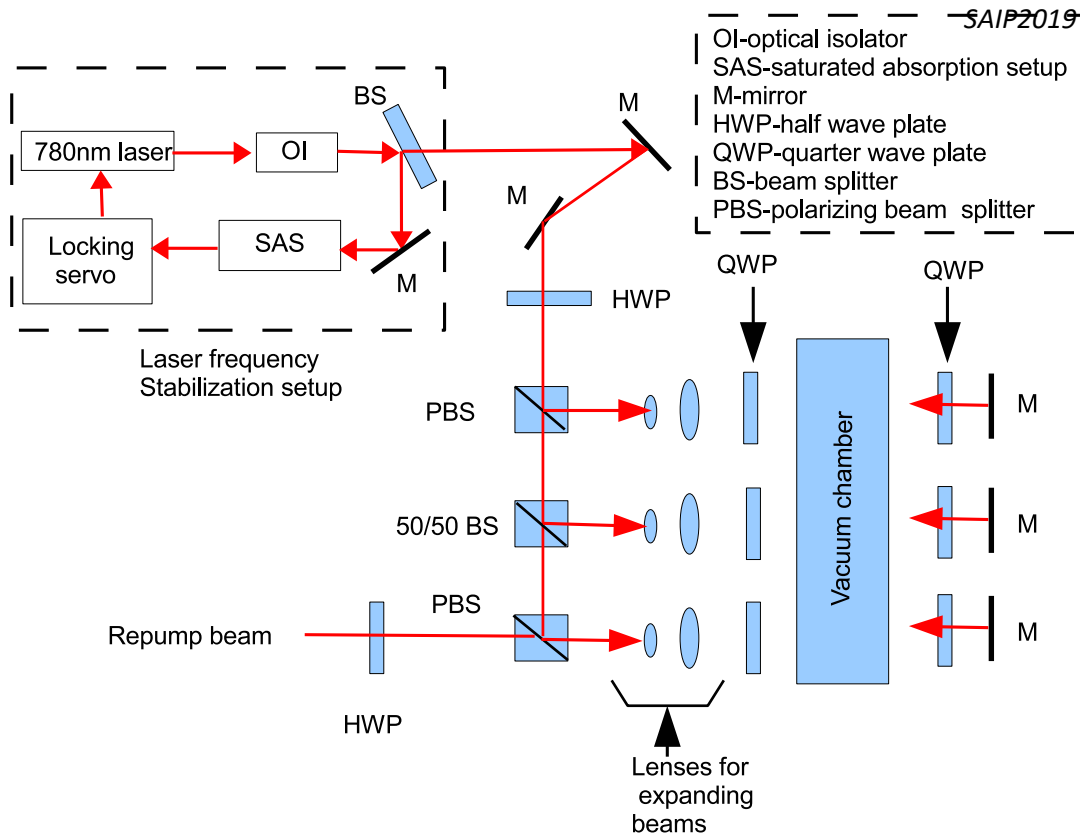 SAIP2019
OI-optical isolator
SAS-saturated absorption setup
M-mirror
HWP-half wave plate
QWP-quarter wave plate
BS-beam splitter
PBS-polarizing beam splitter
BS
M
780nm laser
OI
M
Locking
servo
SAS
M
QWP
QWP
HWP
Laser frequency
Stabilization setup
PBS
M
Vacuum chamber
50/50 BS
M
PBS
Repump beam
M
HWP
Lenses for
expanding
beams